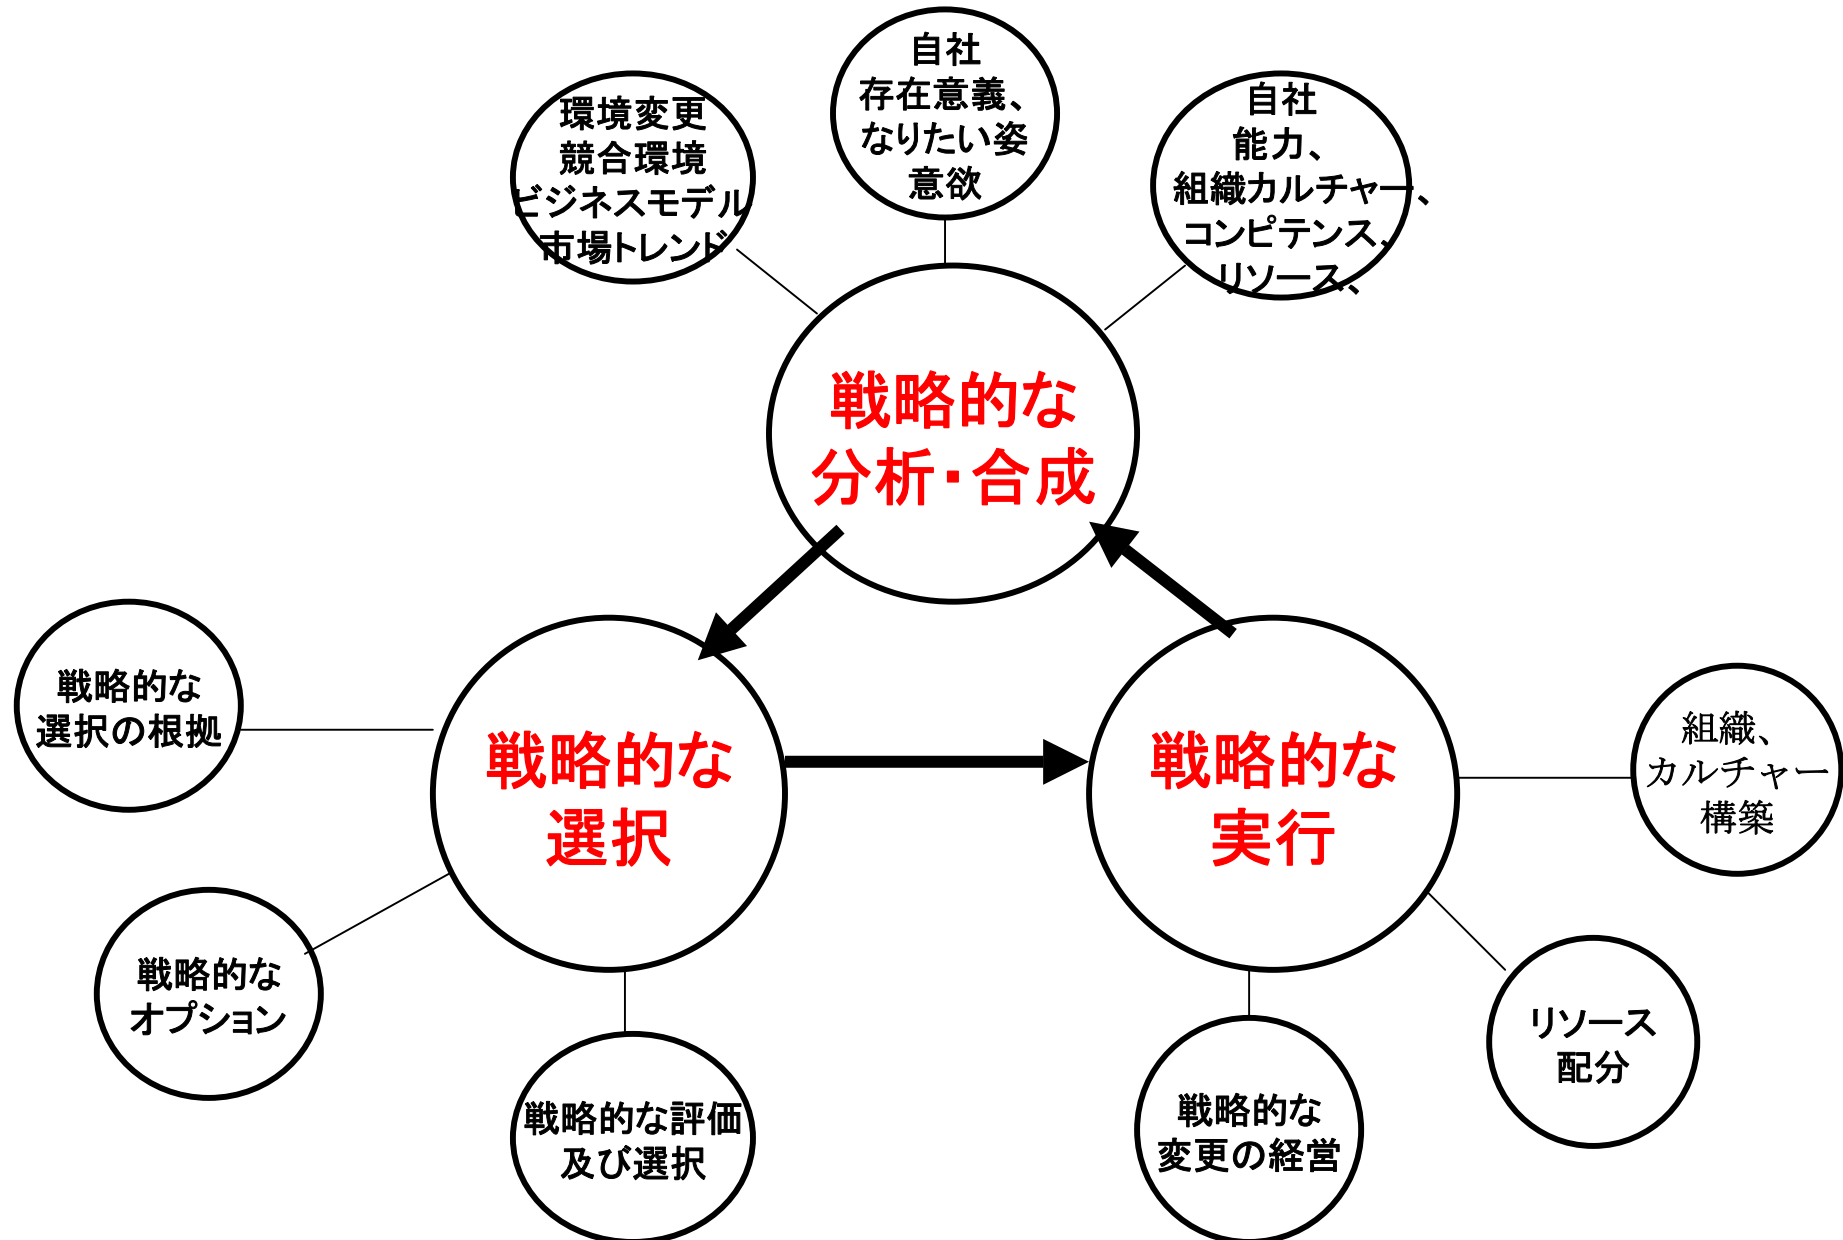 自社
存在意義、
なりたい姿
意欲
環境変更
競合環境
ビジネスモデル
市場トレンド
自社
能力、
組織カルチャー、
コンピテンス、
リソース、
戦略的な
分析・合成
戦略的な
選択の根拠
戦略的な
選択
戦略的な
実行
組織、
カルチャー
構築
戦略的な
オプション
リソース
配分
戦略的な評価
及び選択
戦略的な
変更の経営